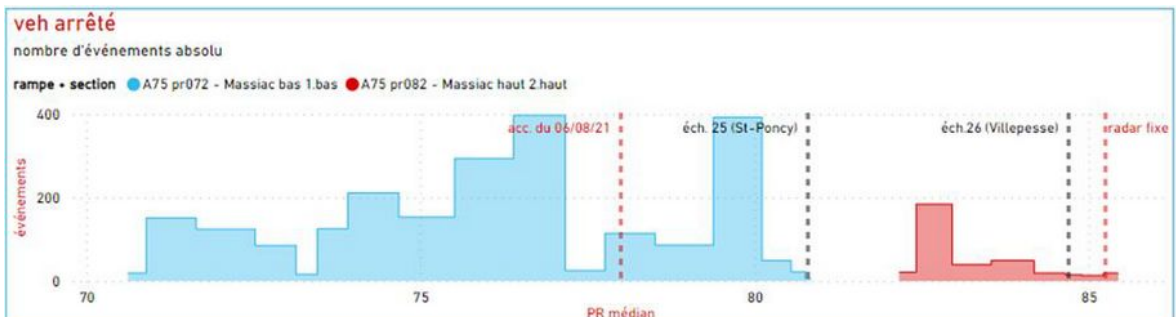 veh arrêté
nombre d'événements absolu
rampe + section A75 pr072 - Massiac bas 1.bas A75 pr082 - Massiac haut 2.haut
400
acc. du 06/08/21
éch. 25 (St-Poncy)
éch.26 (Villepesse)
radar fixe
événements
200
0
70 75 80 85
PR médian